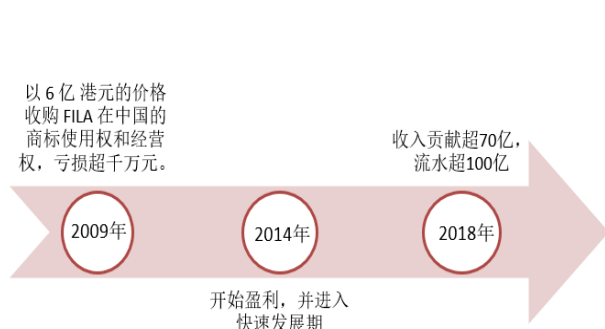 以 6 亿 港元的价格
收购 FILA 在中国的
商标使用权和经营
权，亏损超千万元。
2009年
2014年
开始盈利，并进入
快速发展期
收入贡献超70亿，
流水超100亿
2018年